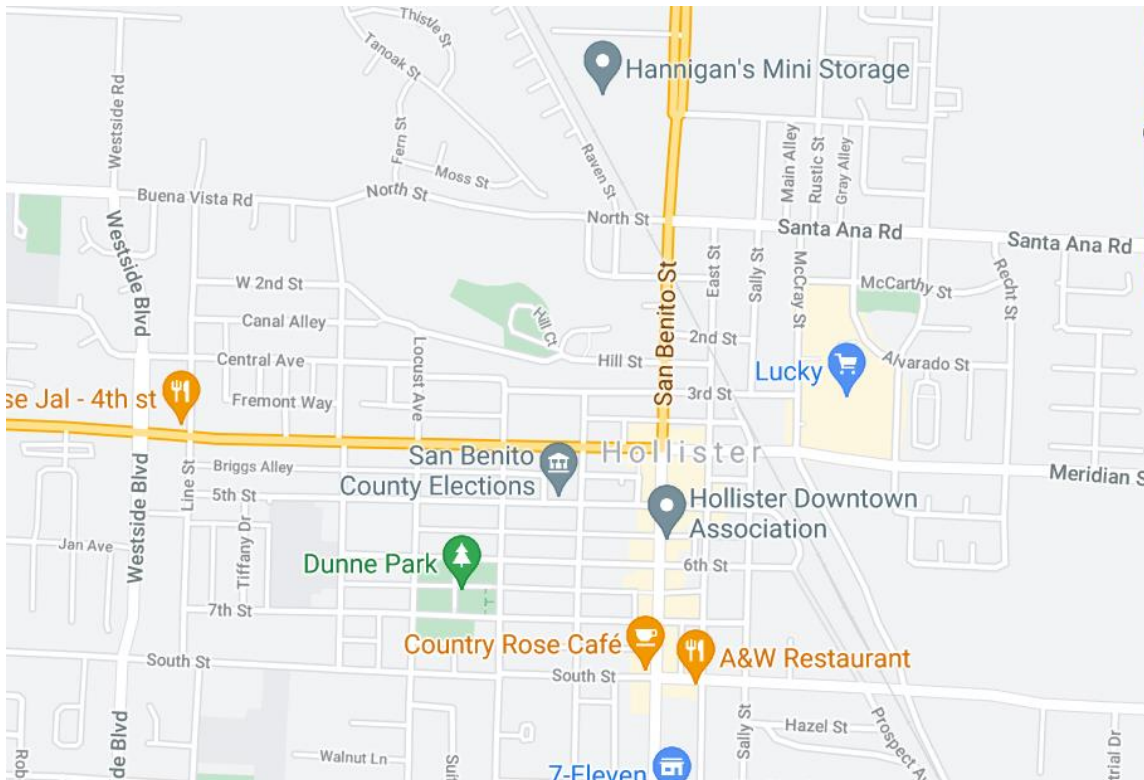 Thistle St
Tanoak St
Hannigan's Mini Storage
Westside Rd
Fern St
Moss St
Raven St
Main Alley
Rustic St
Gray Alley
Buena Vista Rd
North St
North St
Santa Ana Rd
Santa Ana Rd
Westside Blvd
W 2nd St
Canal Alley
Central Ave
Fremont Way
Locust Ave
Hill Ct
Hill St
San Benito St
East St
Sally St
McCray St
McCarthy St
Recht St
2nd St
3rd St
Alvarado St
Lucky
se Jal - 4th st
Hollister
Briggs Alley
5th St
San Benito
County Elections
Meridian S
Hollister Downtown
Association
Westside Blvd
Line St
Tiffany Dr
Jan Ave
Dunne Park
6th St
7th St
Country Rose Café
A&W Restaurant
South St
South St
Sally St
Hazel St
Prospect A
trial Dr
de Blvd
Rob
Walnut Ln
Suit
7-Eleven